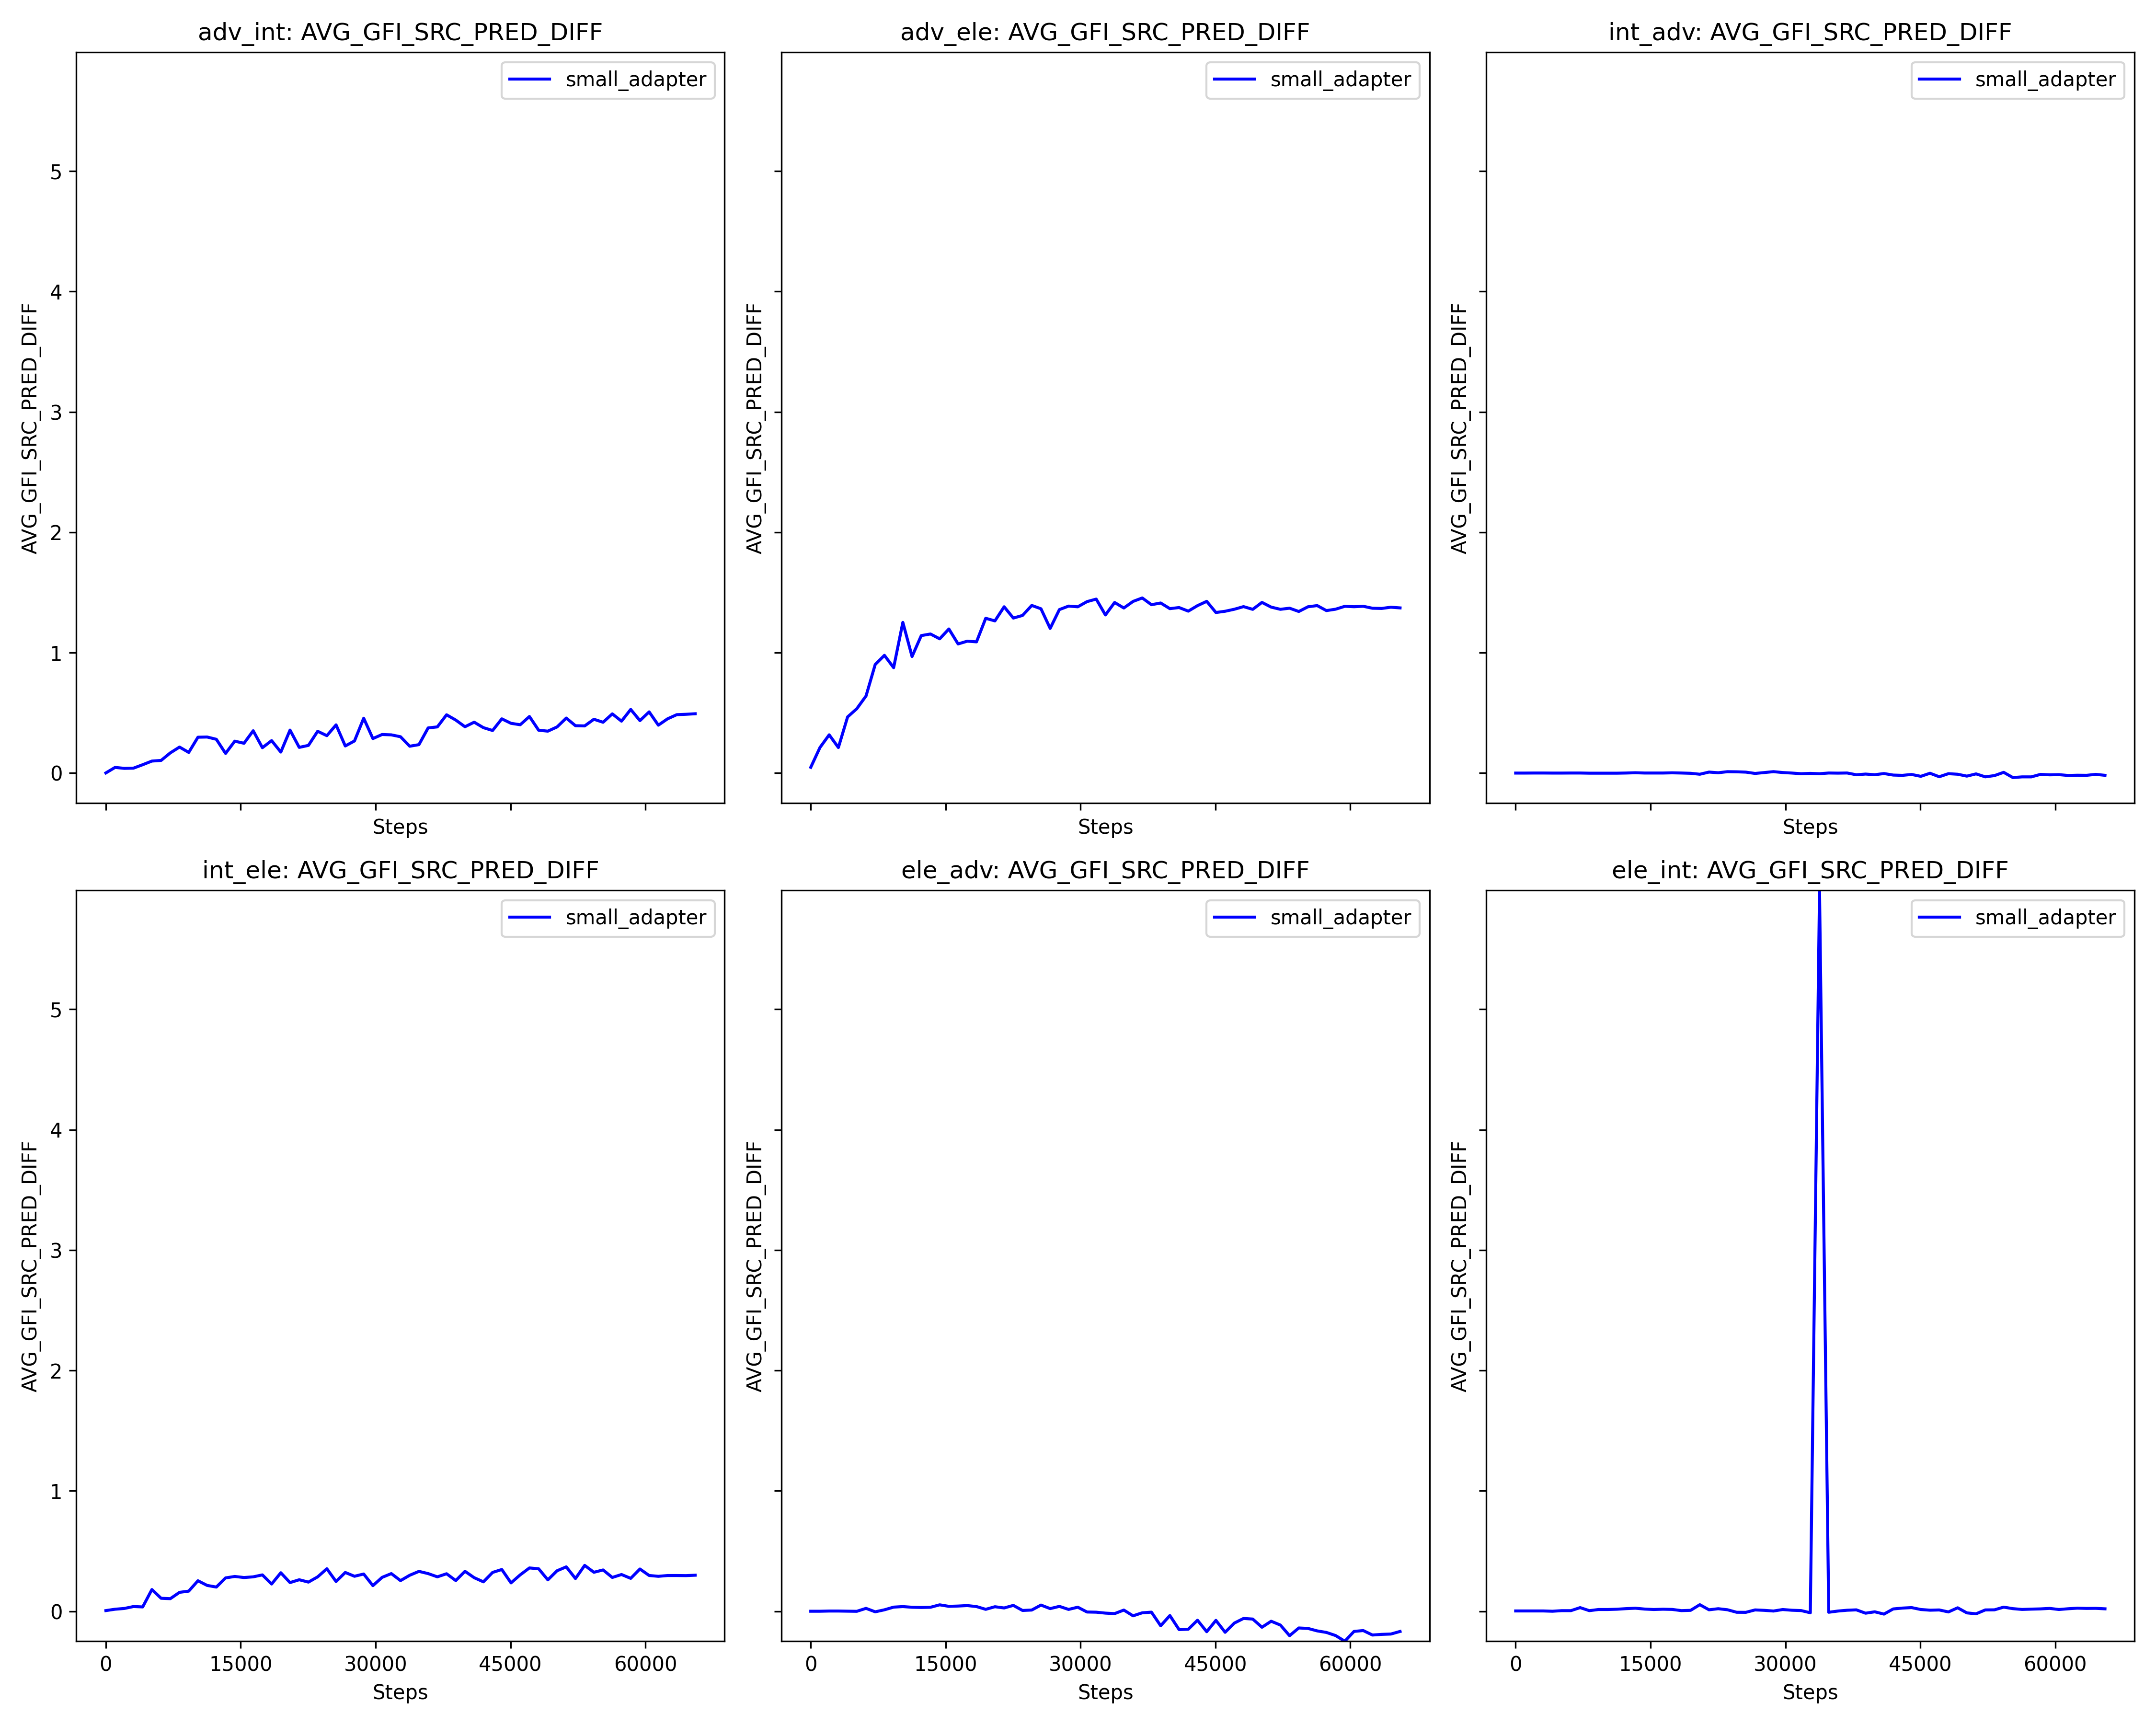 adv_int: AVG_GFI_SRC_PRED_DIFF
adv_ele: AVG_GFI_SRC_PRED_DIFF
int_adv: AVG_GFI_SRC_PRED_DIFF
small_adapter
small_adapter
small_adapter
5
4
3
2
1
0
AVG_GFI_SRC_PRED_DIFF
AVG_GFI_SRC_PRED_DIFF
AVG_GFI_SRC_PRED_DIFF
Steps
Steps
Steps
int_ele: AVG_GFI_SRC_PRED_DIFF
ele_adv: AVG_GFI_SRC_PRED_DIFF
ele_int: AVG_GFI_SRC_PRED_DIFF
small_adapter
small_adapter
small_adapter
5
4
3
2
1
0
AVG_GFI_SRC_PRED_DIFF
AVG_GFI_SRC_PRED_DIFF
AVG_GFI_SRC_PRED_DIFF
0 15000 30000 45000 60000
0 15000 30000 45000 60000
0 15000 30000 45000 60000
Steps
Steps
Steps